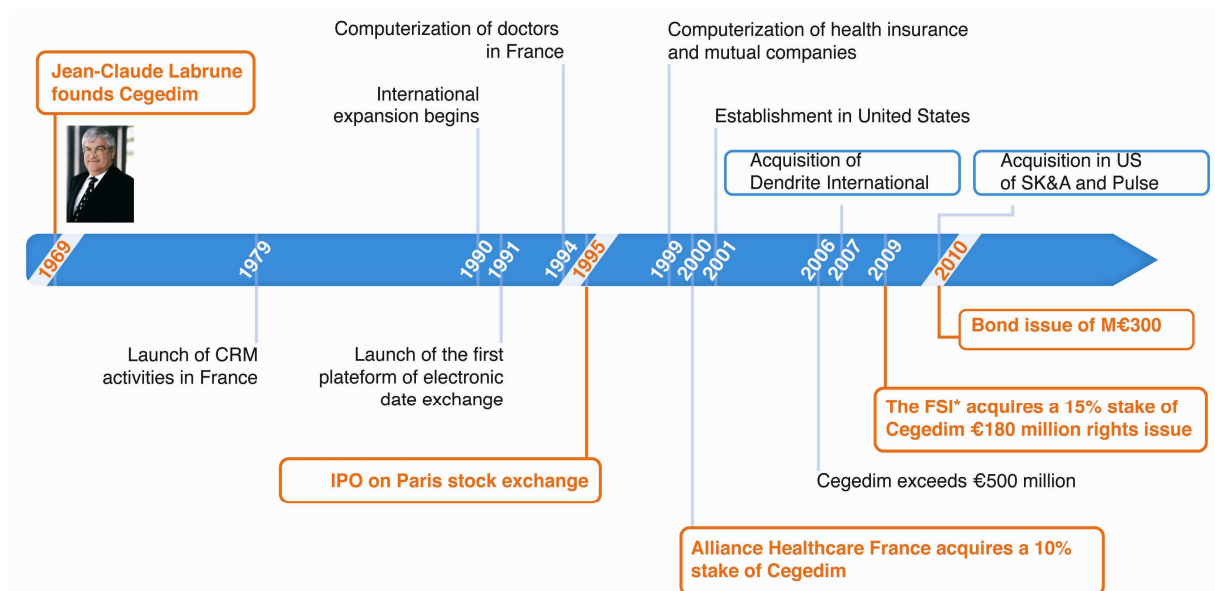 Computerization of doctors
in France
Computerization of health insurance
and mutual companies
Jean-Claude Labrune
founds Cegedim
International
expansion begins
Establishment in United States
Acquisition of
Dendrite International
Acquisition in US
of SK&A and Pulse
1969
1979
1990
1991
1994
1995
1999
2000
2001
2006
2007
2009
2010
Bond issue of M€300
Launch of CRM
activities in France
Launch of the first
plateform of electronic
date exchange
The FSI* acquires a 15% stake of
Cegedim €180 million rights issue
IPO on Paris stock exchange
Cegedim exceeds €500 million
Alliance Healthcare France acquires a 10%
stake of Cegedim